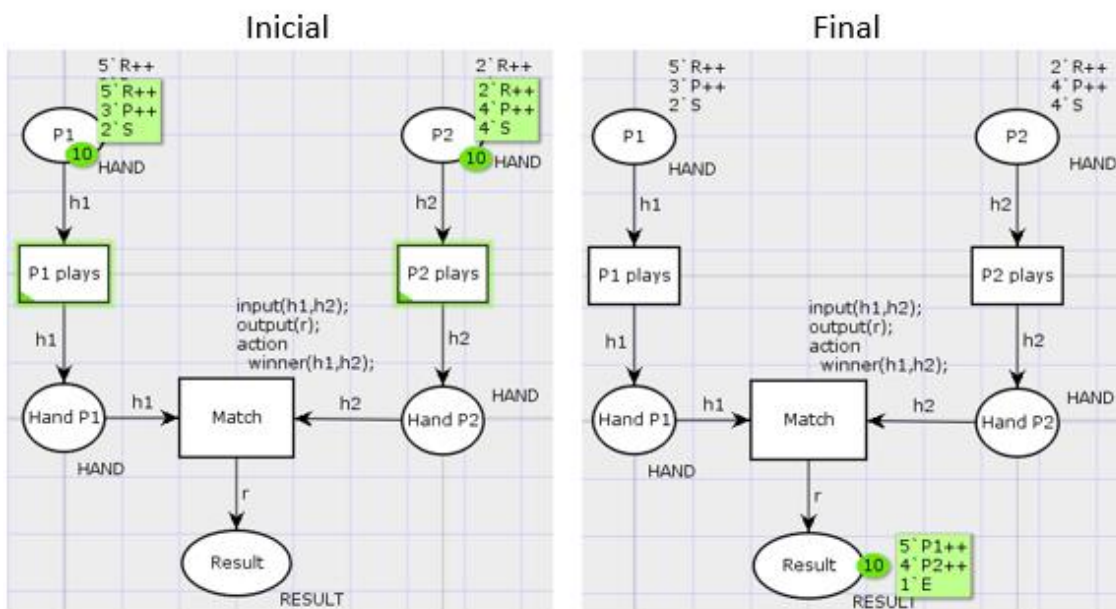 Inicial
5`R++
5`R++
3`P++
2`S
P1
10
HAND
h1
P1 plays
h1
Hand P1
HAND
h1
2`R++
2`R++
4`P++
4`S
P2
10
HAND
h2
P2 plays
h2
HAND
Hand P2
h2
input(h1,h2);
output(r);
action
winner(h1,h2);
Match
r
Result
RESULT
Final
5`R++
3`P++
2`S
P1
HAND
h1
P1 plays
h1
Hand P1
HAND
h1
2`R++
4`P++
4`S
P2
HAND
h2
P2 plays
h2
HAND
Hand P2
h2
input(h1,h2);
output(r);
action
winner(h1,h2);
Match
r
Result
10
5`P1++
4`P2++
1`E
RESULT